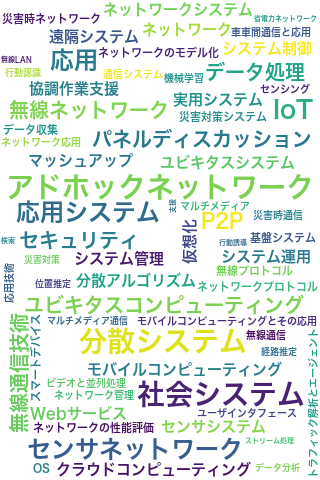 ネットワークシステム
災害時ネットワーク
省電力ネットワーク
ネットワーク
遠隔システム
車車間通信と応用
ネットワークのモデル化
システム制御
無線LAN
応用
行動認識
通信システム
データ処理
機械学習
協調作業支援
センシング
実用システム
IoT
無線ネットワーク
災害対策システム
データ収集
パネルディスカッション
ネットワーク応用
マッシュアップ
ユビキタスシステム
アドホックネットワーク
応用システム
支援
マルチメディア
P2P
災害時通信
仮想化
検索
セキュリティ
行動誘導
基盤システム
災害対策
システム管理
システム運用
応用技術
無線プロトコル
位置推定
分散アルゴリズム
ネットワークプロトコル
ユビキタスコンピューティング
無線通信技術
スマートデバイス
マルチメディア通信
モバイルコンピューティングとその応用
分散システム
無線通信
経路推定
トラフィック解析とエージェント
モバイルコンピューティング
ビデオと並列処理
ネットワーク管理
社会システム
Webサービス
ユーザインタフェース
ネットワークの性能評価
センサシステム
センサネットワーク
ストリーム処理
OS
クラウドコンピューティング
データ分析